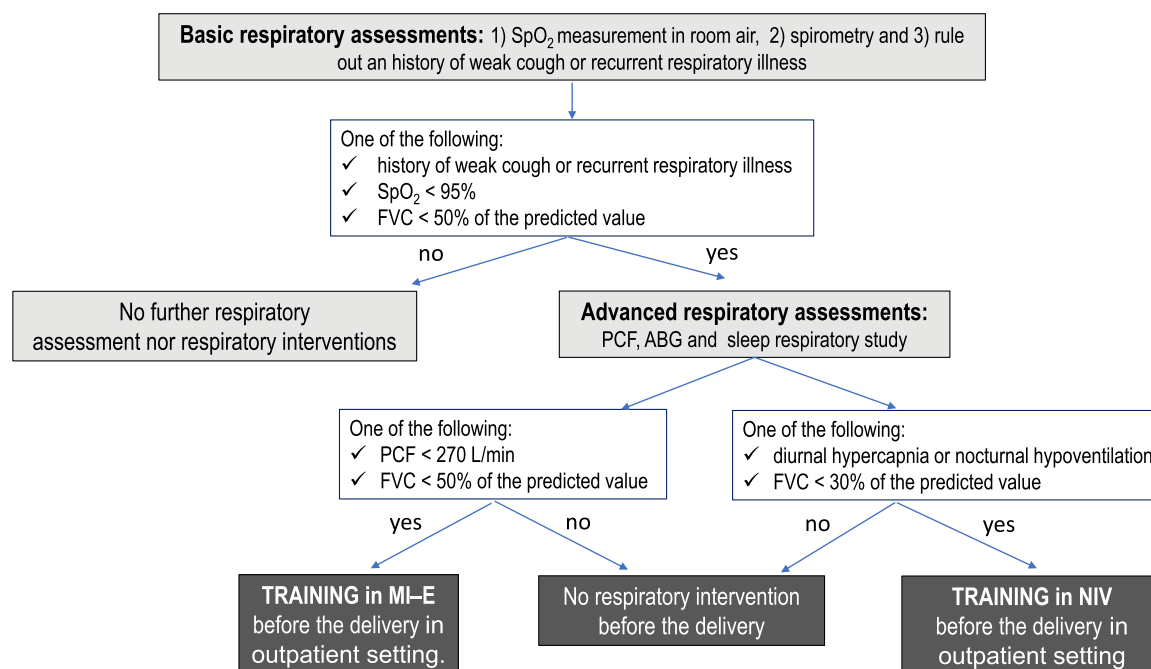 Basic respiratory assessments: 1) SpO₂ measurement in room air, 2) spirometry and 3) rule
out an history of weak cough or recurrent respiratory illness
One of the following:
✓ history of weak cough or recurrent respiratory illness
✓ SpO₂ < 95%
✓ FVC < 50% of the predicted value
no
yes
No further respiratory
assessment nor respiratory interventions
Advanced respiratory assessments:
PCF, ABG and sleep respiratory study
One of the following:
✓ PCF < 270 L/min
✓ FVC < 50% of the predicted value
One of the following:
✓ diurnal hypercapnia or nocturnal hypoventilation
✓ FVC < 30% of the predicted value
yes
no
no
yes
TRAINING in MI–E
before the delivery in
outpatient setting.
No respiratory intervention
before the delivery
TRAINING in NIV
before the delivery in
outpatient setting